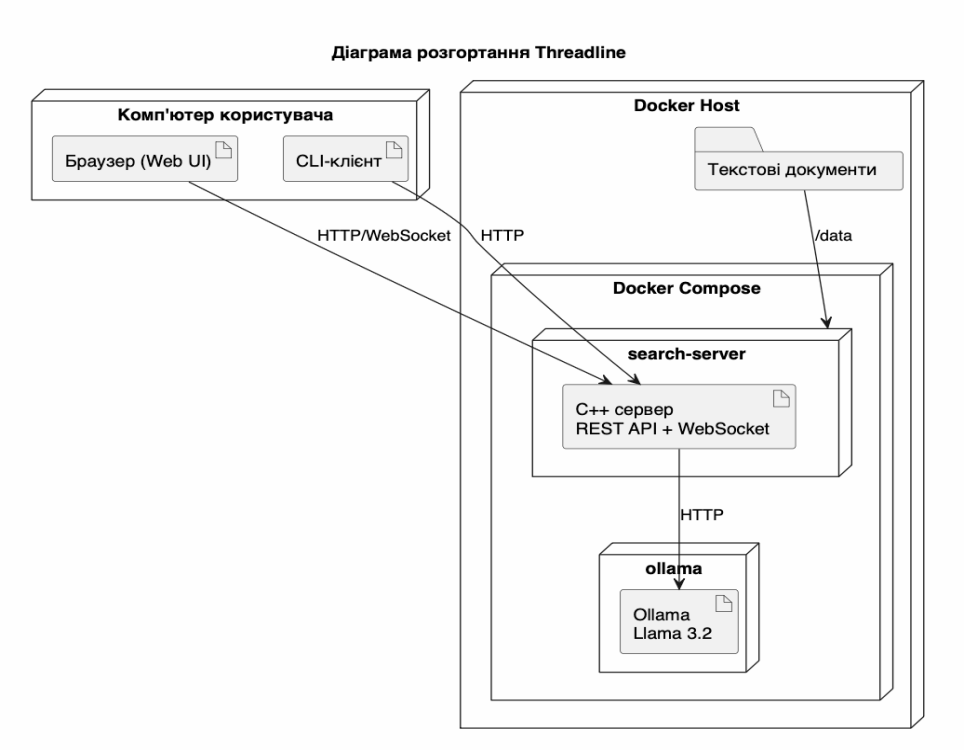 Діаграма розгортання Threadline
Комп'ютер користувача
Браузер (Web UI)
CLI-клієнт
Docker Host
Текстові документи
HTTP/WebSocket
HTTP
/data
Docker Compose
search-server
C++ сервер
REST API + WebSocket
HTTP
ollama
Ollama
Llama 3.2